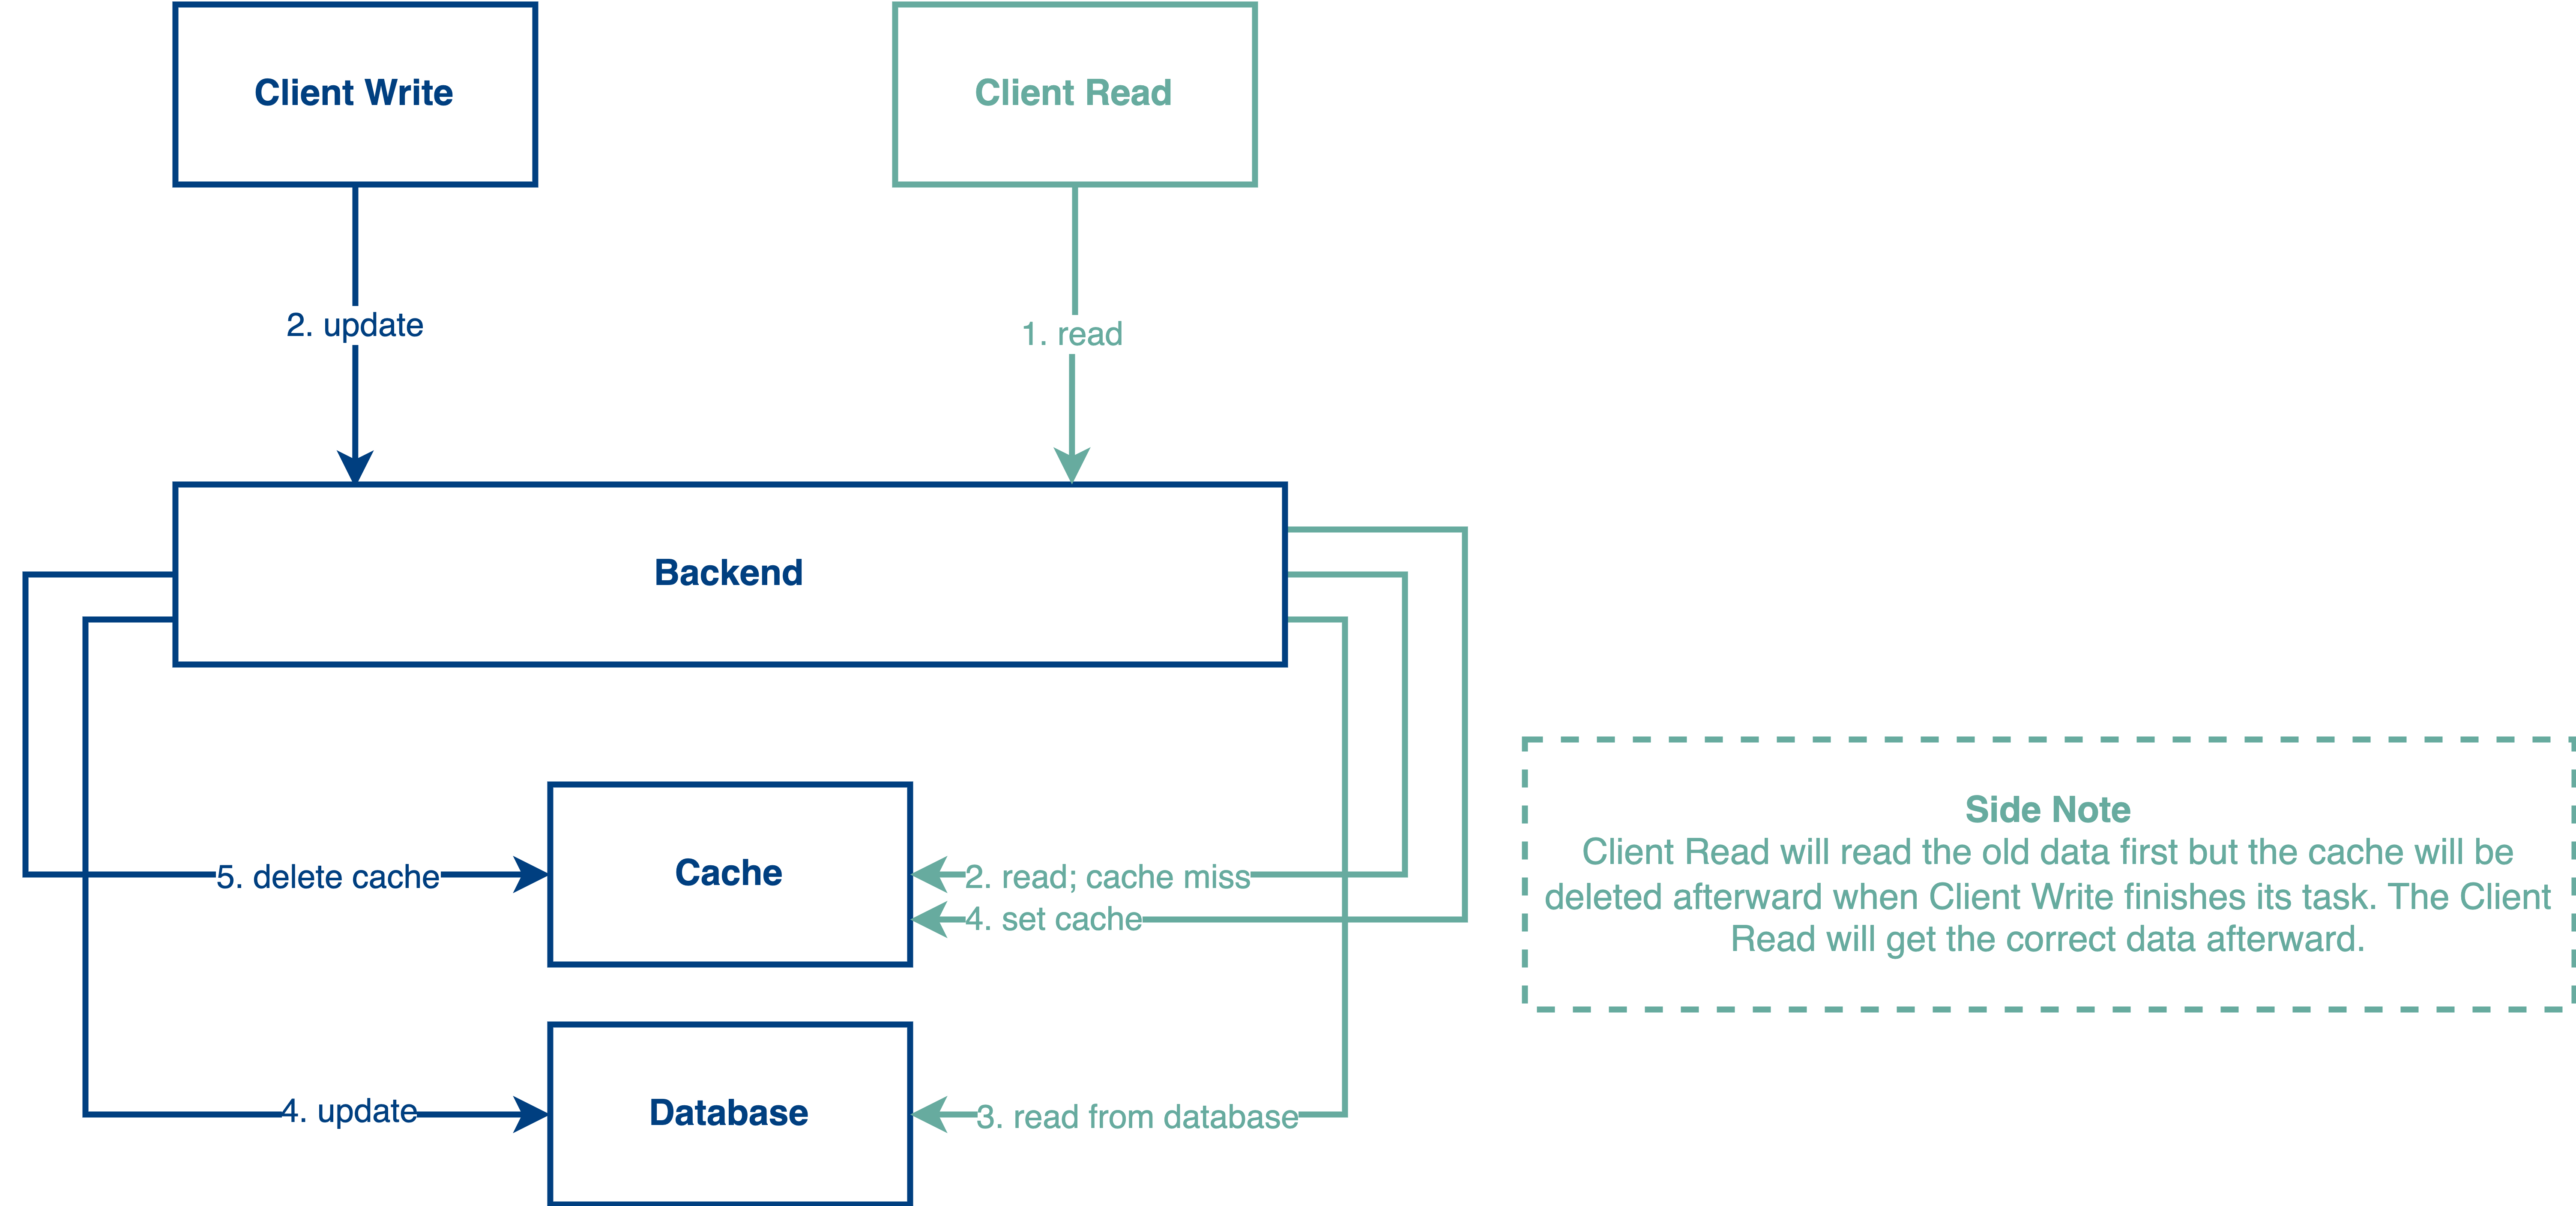 Client Write
Client Read
2. update
1. read
Backend
5. delete cache
Cache
2. read; cache miss
4. set cache
4. update
Database
3. read from database
Side Note
Client Read will read the old data first but the cache will be
deleted afterward when Client Write finishes its task. The Client
Read will get the correct data afterward.